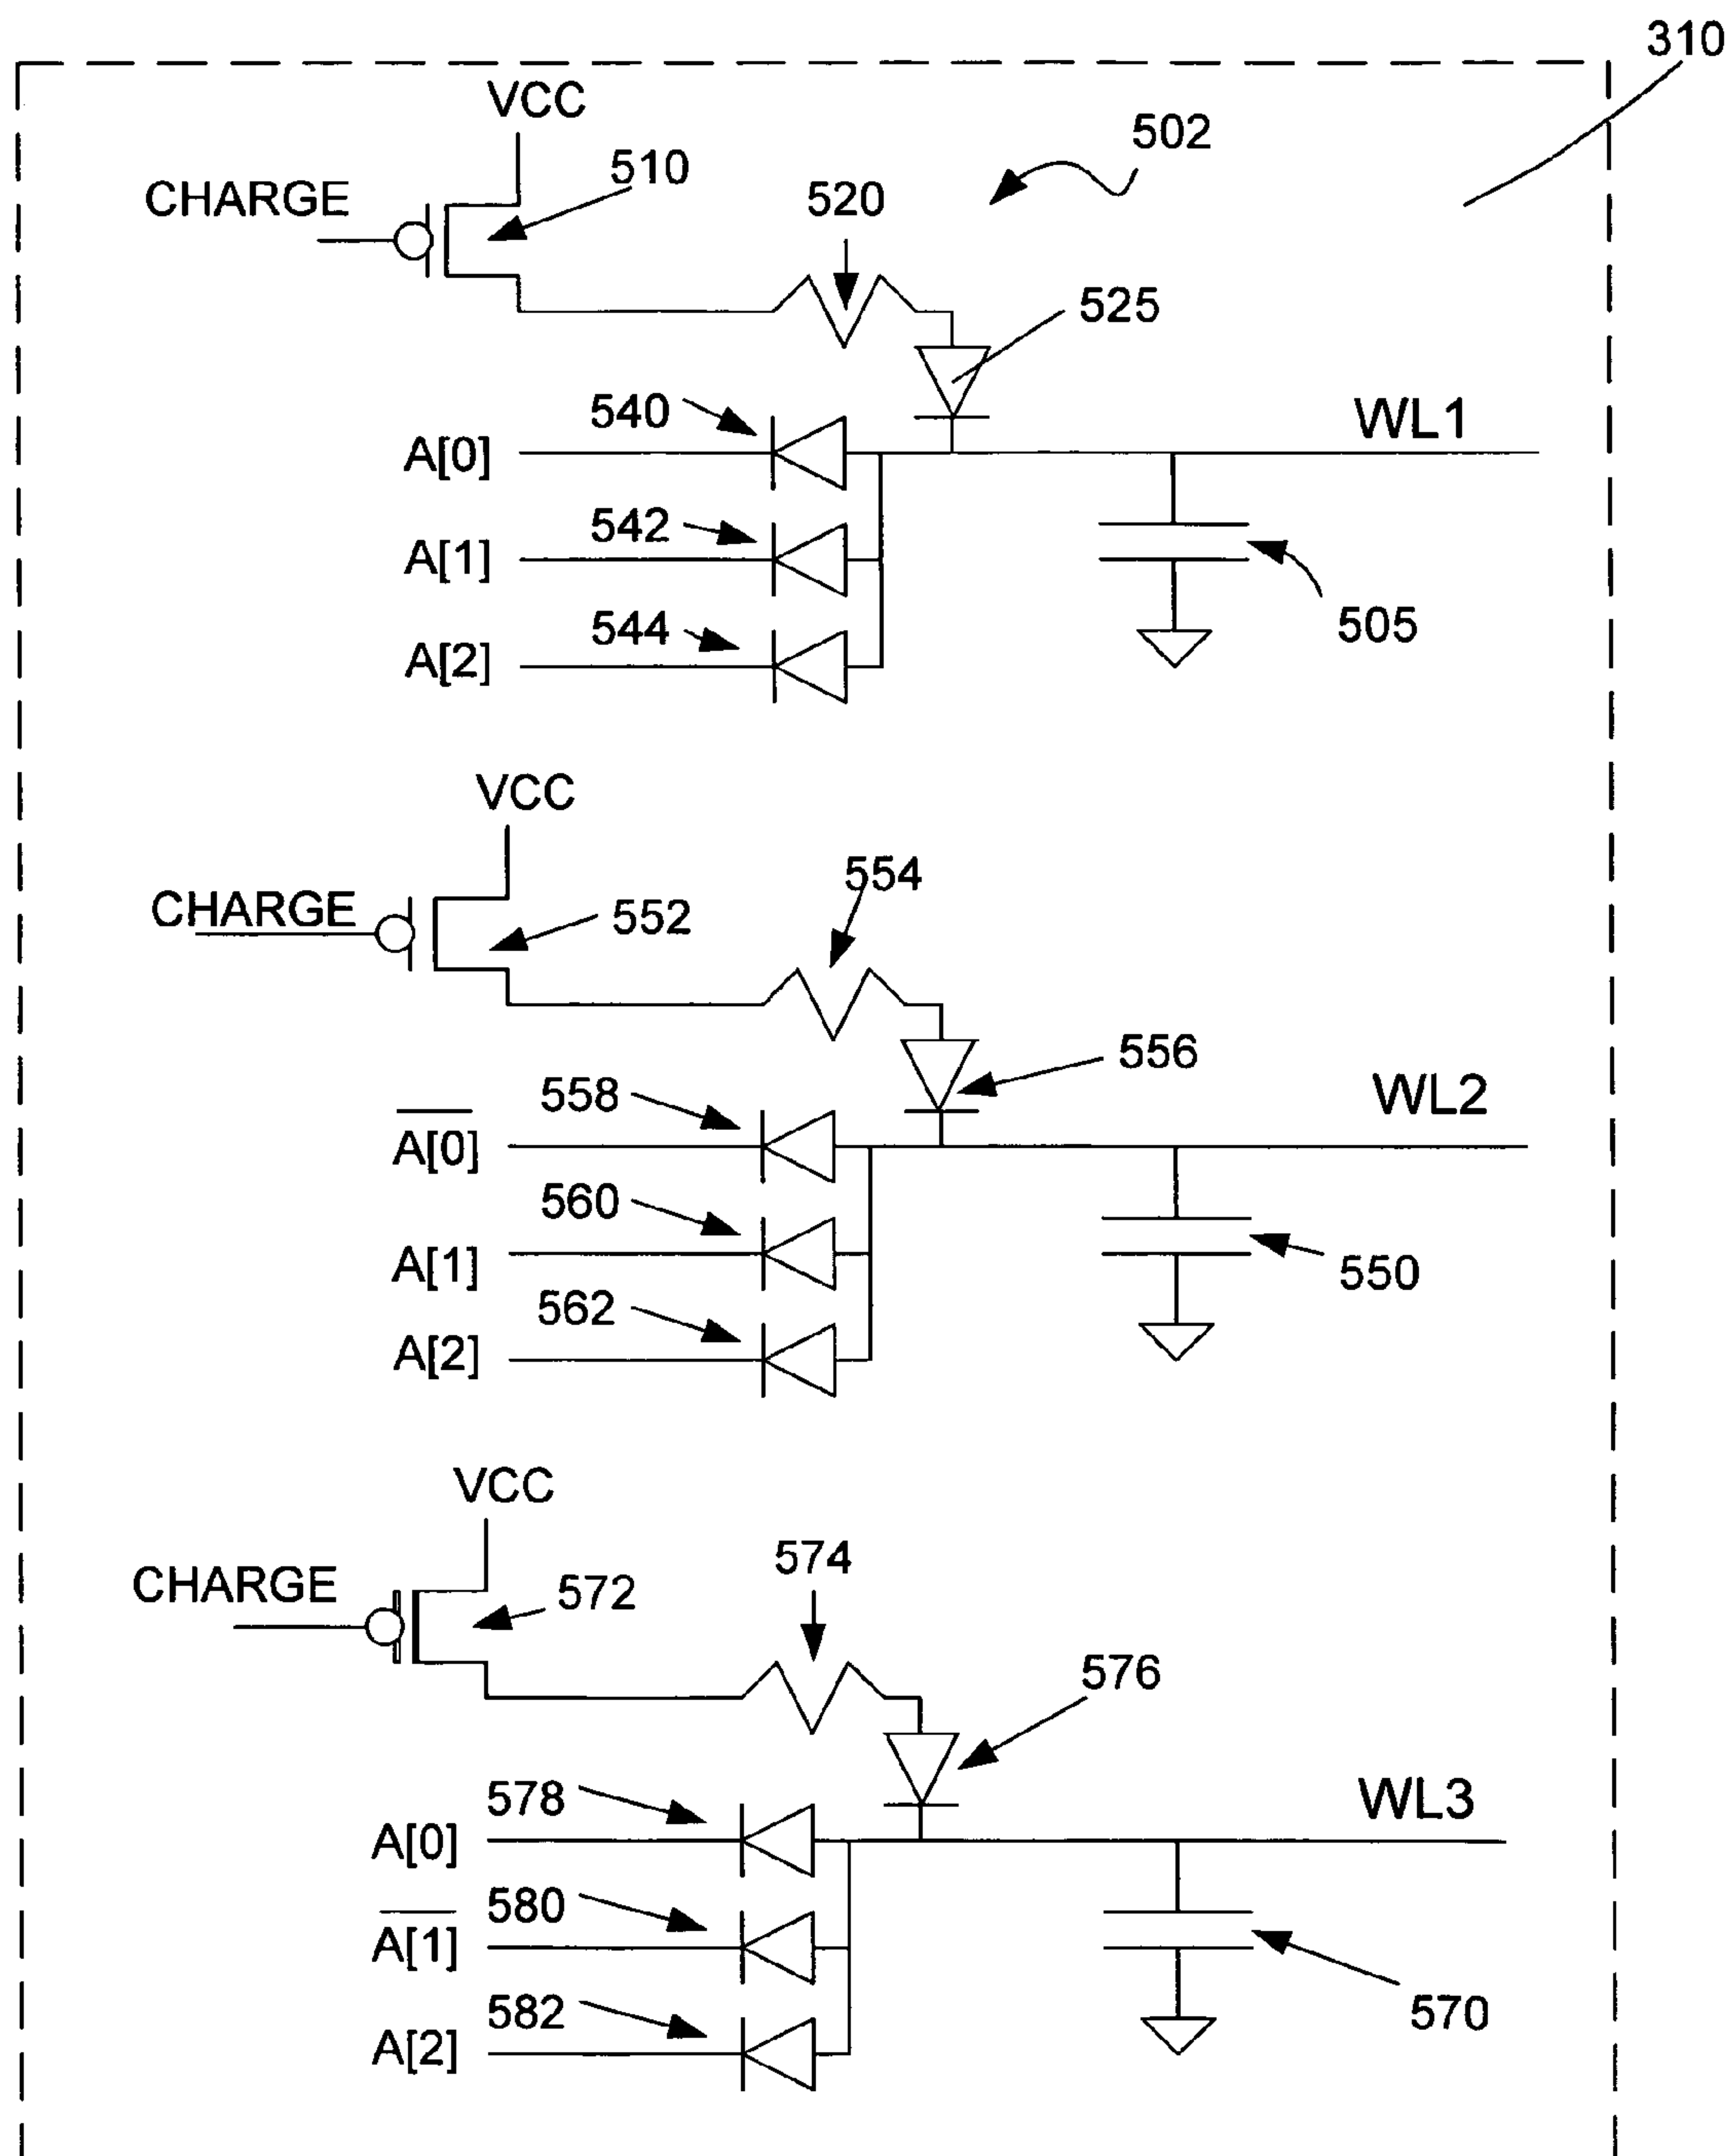 310
VCC
502
510
CHARGE
520
525
540
WL1
A[0]
542
A[1]
505
544
A[2]
VCC
554
CHARGE
552
556
558
WL2
A̅[̅0̅]̅
560
A[1]
550
562
A[2]
VCC
574
CHARGE
572
576
578
WL3
A[0]
580
A̅[̅1̅]̅
582
570
A[2]